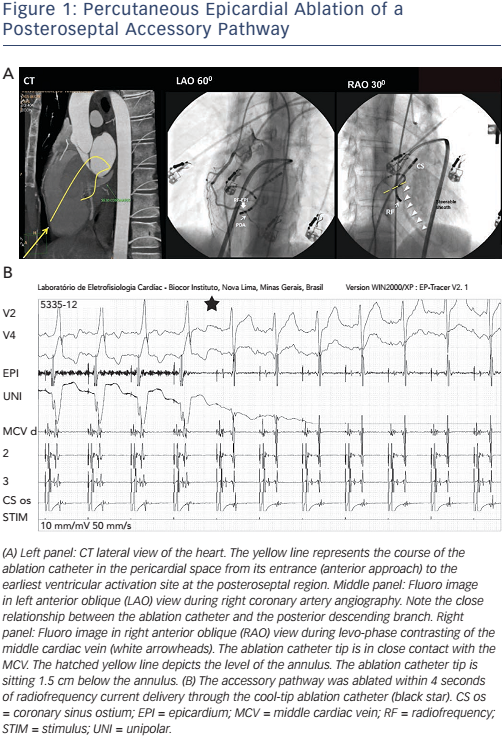 Figure 1: Percutaneous Epicardial Ablation of a
Posteroseptal Accessory Pathway
A
CT
LAO 60⁰
RAO 30⁰
CS
RF-EPI
PDA
RF
Steerable
sheath
B
Laboratório de Eletrofisiologia Cardiac - Biocor Instituto, Nova Lima, Minas Gerais, Brasil
Version WIN2000/XP : EP-Tracer V2. 1
5335-12
V2
V4
EPI
UNI
MCV d
2
3
CS os
STIM
10 mm/mV 50 mm/s
(A) Left panel: CT lateral view of the heart. The yellow line represents the course of the
ablation catheter in the pericardial space from its entrance (anterior approach) to the
earliest ventricular activation site at the posteroseptal region. Middle panel: Fluoro image
in left anterior oblique (LAO) view during right coronary artery angiography. Note the close
relationship between the ablation catheter and the posterior descending branch. Right
panel: Fluoro image in right anterior oblique (RAO) view during levo-phase contrasting of the
middle cardiac vein (white arrowheads). The ablation catheter tip is in close contact with the
MCV. The hatched yellow line depicts the level of the annulus. The ablation catheter tip is
sitting 1.5 cm below the annulus. (B) The accessory pathway was ablated within 4 seconds
of radiofrequency current delivery through the cool-tip ablation catheter (black star). CS os
= coronary sinus ostium; EPI = epicardium; MCV = middle cardiac vein; RF = radiofrequency;
STIM = stimulus; UNI = unipolar.